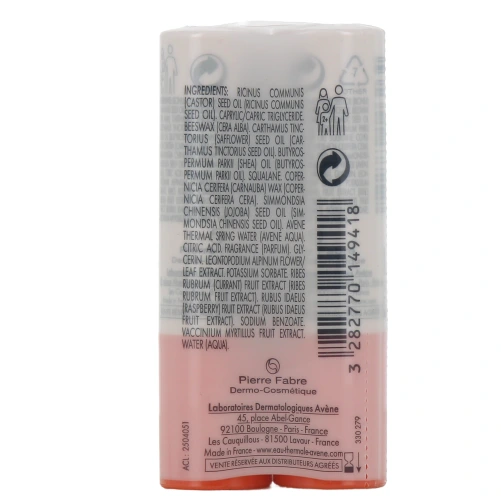 INGREDIENTS: RICINUS COMMUNIS
(CASTOR) SEED OIL (RICINUS COMMUNIS
SEED OIL). CAPRYLIC/CAPRIC TRIGLYCERIDE.
BEESWAX (CERA ALBA). CARTHAMUS TINC-
TORIUS (SAFFLOWER) SEED OIL (CAR-
THAMUS TINCTORIUS SEED OIL). BUTYROS-
PERMUM PARKII (SHEA) OIL (BUTYROS-
PERMUM PARKII OIL). SQUALANE. COPER-
NICIA CERIFERA (CARNAUBA) WAX (COPER-
NICIA CERIFERA CERA). SIMMONDSIA
CHINENSIS (JOJOBA) SEED OIL (SIM-
MONDSIA CHINENSIS SEED OIL). AVENE
THERMAL SPRING WATER (AVENE AQUA).
CITRIC ACID. FRAGRANCE (PARFUM). GLY-
CERIN. LEONTOPODIUM ALPINUM FLOWER/
LEAF EXTRACT. POTASSIUM SORBATE. RIBES
RUBRUM (CURRANT) FRUIT EXTRACT (RIBES
RUBRUM FRUIT EXTRACT). RUBUS IDAEUS
(RASPBERRY) FRUIT EXTRACT (RUBUS IDAEUS
FRUIT EXTRACT). SODIUM BENZOATE.
VACCINIUM MYRTILLUS FRUIT EXTRACT.
WATER (AQUA).
3 282770 149418
Pierre Fabre
Dermo-Cosmétique
Laboratoires Dermatologiques Avène
45, place Abel-Gance
92100 Boulogne - Paris - France
Les Cauquillous - 81500 Lavaur - France
Made in France - www.eau-thermale-avene.com
VENTE RÉSERVÉE AUX DISTRIBUTEURS AGRÉÉS
ACL : 2504051
330 279